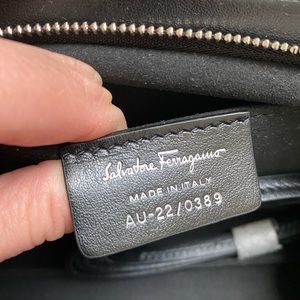 Salvatore Ferragamo
MADE IN ITALY
AU-22/0389